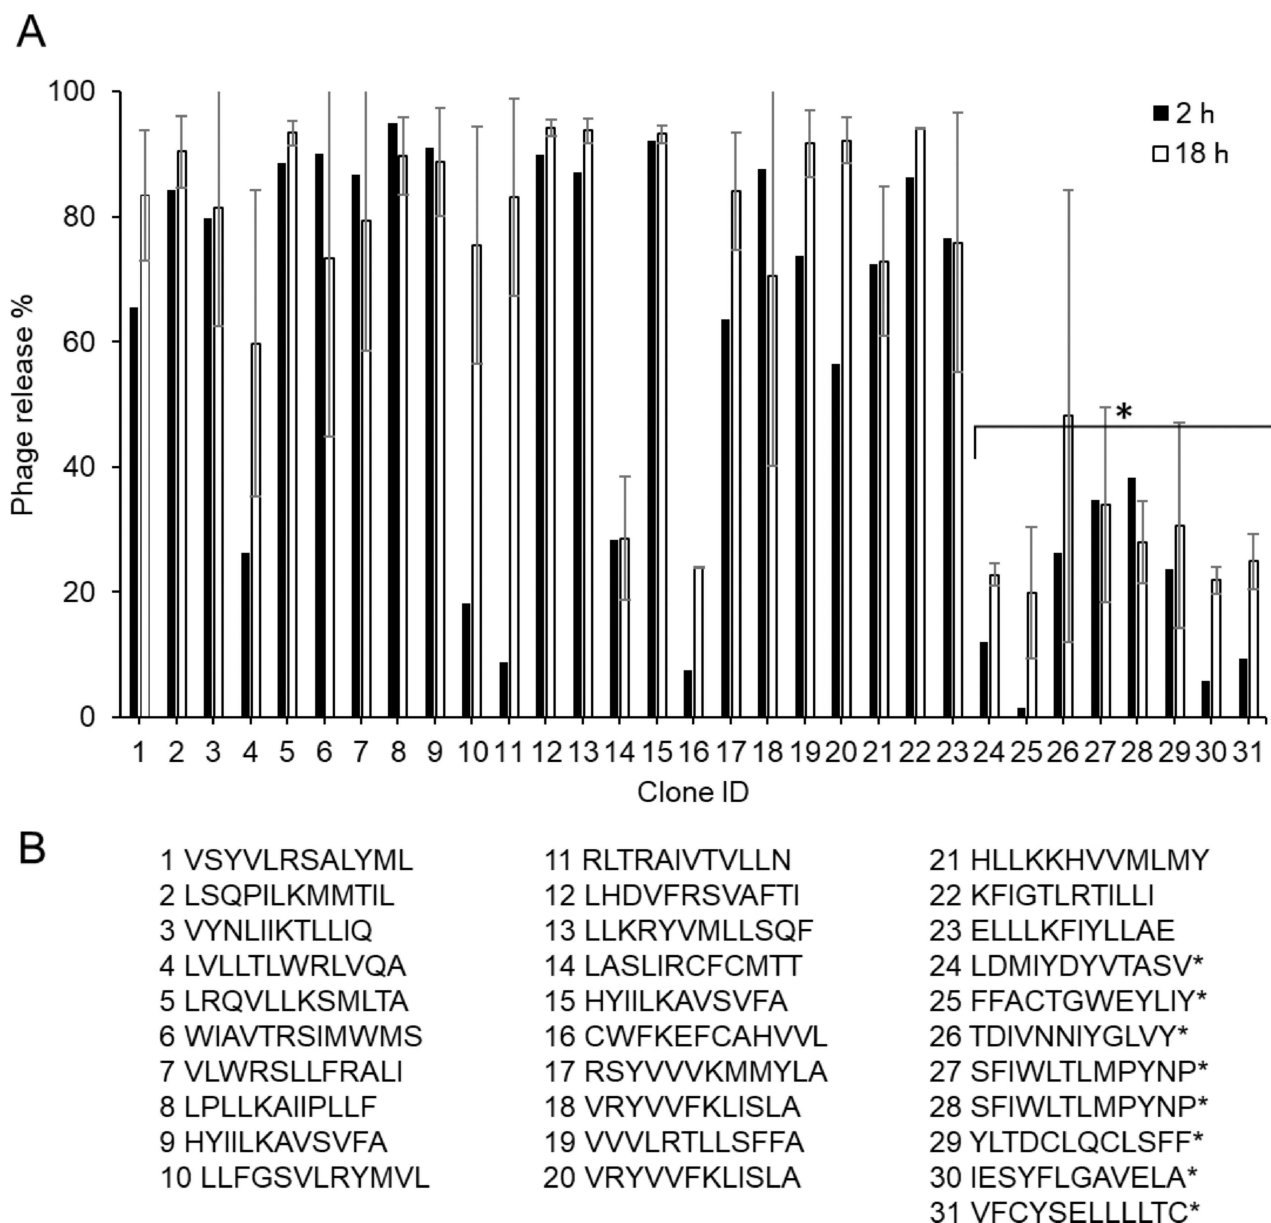 A
100
80
60
40
20
0
Phage release %
2 h
18 h
*
1 2 3 4 5 6 7 8 9 10 11 12 13 14 15 16 17 18 19 20 21 22 23 24 25 26 27 28 29 30 31
Clone ID
B
1 VSYVLRSALYML
2 LSQPILKMMTIL
3 VYNLIIKTLLIQ
4 LVLLTLWRLVQA
5 LRQVLLKSMLTA
6 WIAVTRSIMWMS
7 VLWRSLLFRALI
8 LPLLKAIIPLLF
9 HYIILKAVSVFA
10 LLFGSVLRYMVL
11 RLTRAIVTVLLN
12 LHDVFRSVAFTI
13 LLKRYVMLLSQF
14 LASLIRCFCMTT
15 HYIILKAVSVFA
16 CWFKEFCAHVVL
17 RSYVVVKMMYLA
18 VRYVVFKLISLA
19 VVVLRTLLSFFA
20 VRYVVFKLISLA
21 HLLKKHVVMLMY
22 KFIGTLRTILLI
23 ELLLKFIYLLAE
24 LDMIYDYVTASV*
25 FFACTGWEYLIY*
26 TDIVNNIYGLVY*
27 SFIWLTLMPYNP*
28 SFIWLTLMPYNP*
29 YLTDCLQCLSFF*
30 IESYFLGAVELA*
31 VFCYSELLLLTC*